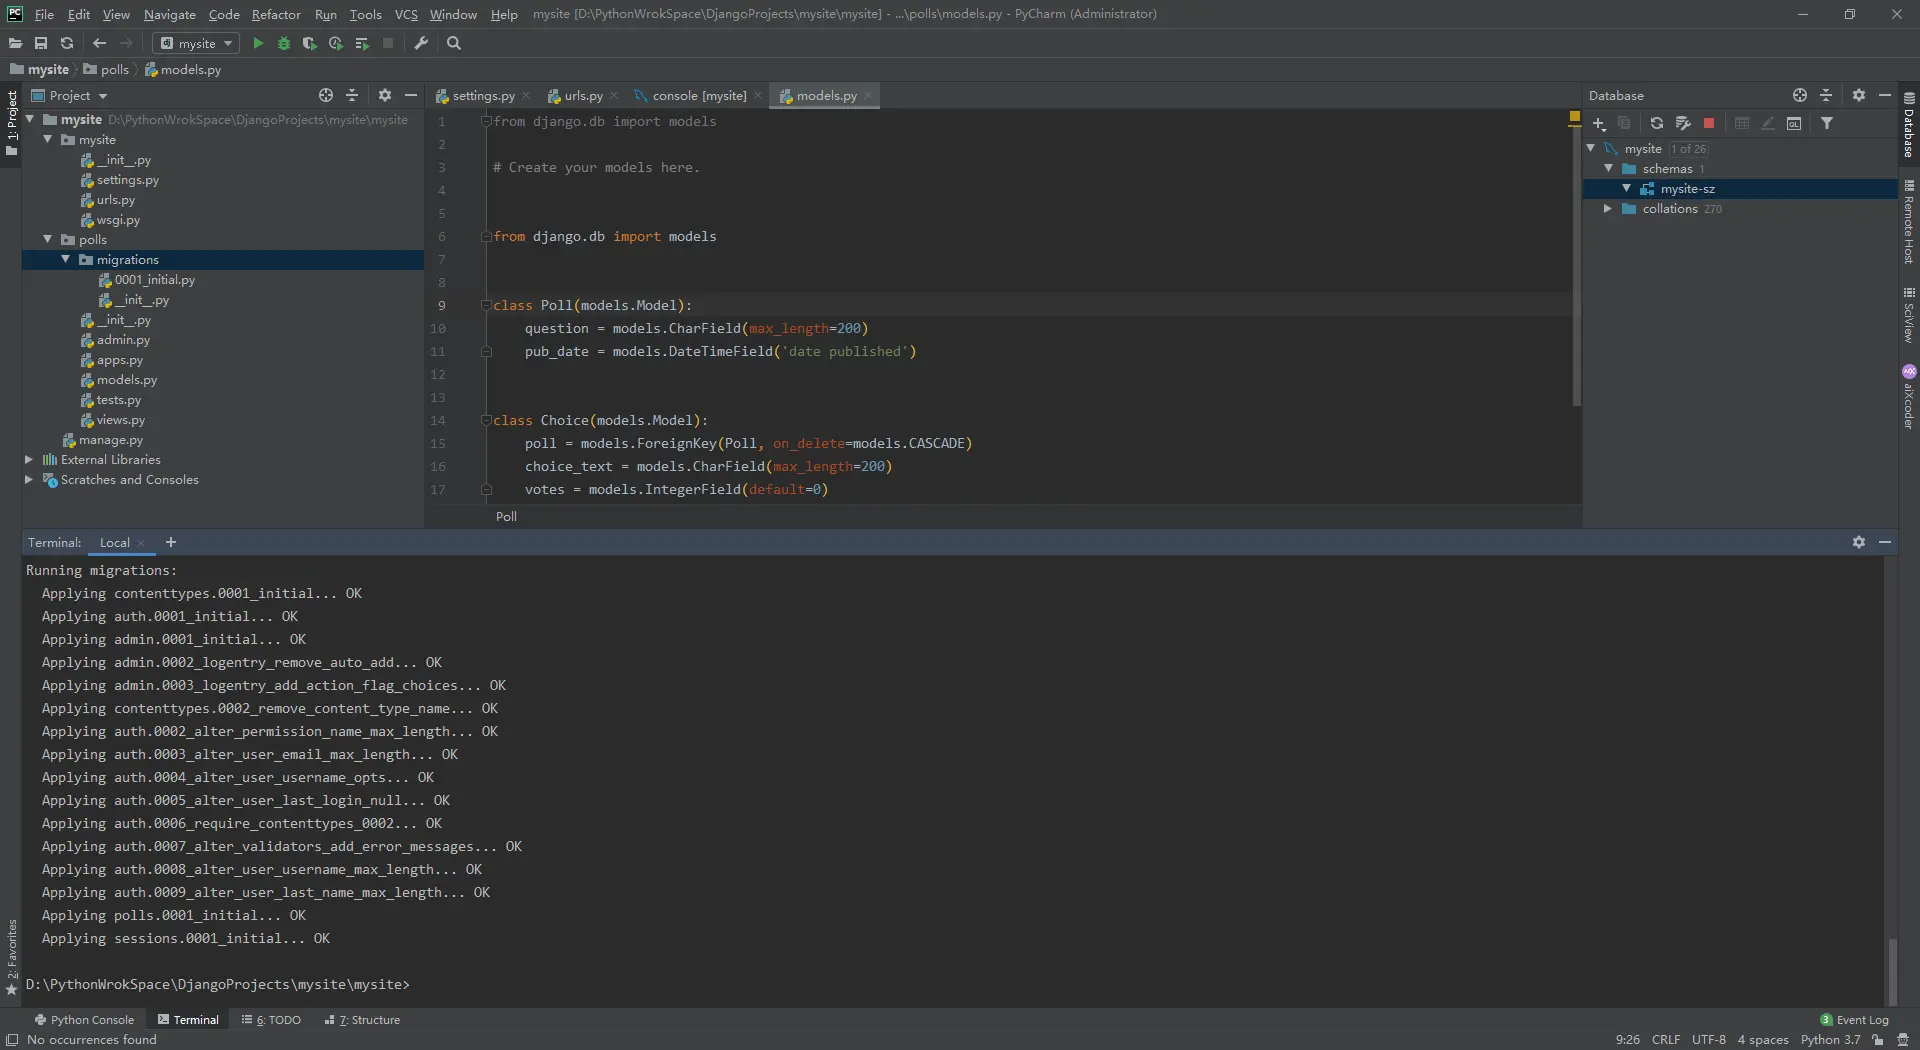 PC File Edit View Navigate Code Refactor Run Tools VCS Window Help mysite [D:\PythonWrokSpace\DjangoProjects\mysite\mysite] - ...\polls\models.py - PyCharm (Administrator)
mysite
mysite polls models.py
Project
settings.py urls.py console [mysite] models.py
Database
1: Project
mysite D:\PythonWrokSpace\DjangoProjects\mysite\mysite
mysite
__init__.py
settings.py
urls.py
wsgi.py
polls
migrations
0001_initial.py
__init__.py
__init__.py
admin.py
apps.py
models.py
tests.py
views.py
manage.py
External Libraries
Scratches and Consoles
1 from django.db import models
2
3 # Create your models here.
4
5
6 from django.db import models
7
8
9 class Poll(models.Model):
10 question = models.CharField(max_length=200)
11 pub_date = models.DateTimeField('date published')
12
13
14 class Choice(models.Model):
15 poll = models.ForeignKey(Poll, on_delete=models.CASCADE)
16 choice_text = models.CharField(max_length=200)
17 votes = models.IntegerField(default=0)
Poll
QL
mysite 1 of 26
schemas 1
mysite-sz
collations 270
Database
Remote Host
SciView
aiXcoder
Terminal: Local +
Running migrations:
Applying contenttypes.0001_initial... OK
Applying auth.0001_initial... OK
Applying admin.0001_initial... OK
Applying admin.0002_logentry_remove_auto_add... OK
Applying admin.0003_logentry_add_action_flag_choices... OK
Applying contenttypes.0002_remove_content_type_name... OK
Applying auth.0002_alter_permission_name_max_length... OK
Applying auth.0003_alter_user_email_max_length... OK
Applying auth.0004_alter_user_username_opts... OK
Applying auth.0005_alter_user_last_login_null... OK
Applying auth.0006_require_contenttypes_0002... OK
Applying auth.0007_alter_validators_add_error_messages... OK
Applying auth.0008_alter_user_username_max_length... OK
Applying auth.0009_alter_user_last_name_max_length... OK
Applying polls.0001_initial... OK
Applying sessions.0001_initial... OK
D:\PythonWrokSpace\DjangoProjects\mysite\mysite>
2: Favorites
Python Console Terminal 6: TODO 7: Structure 3 Event Log
No occurrences found 9:26 CRLF UTF-8 4 spaces Python 3.7